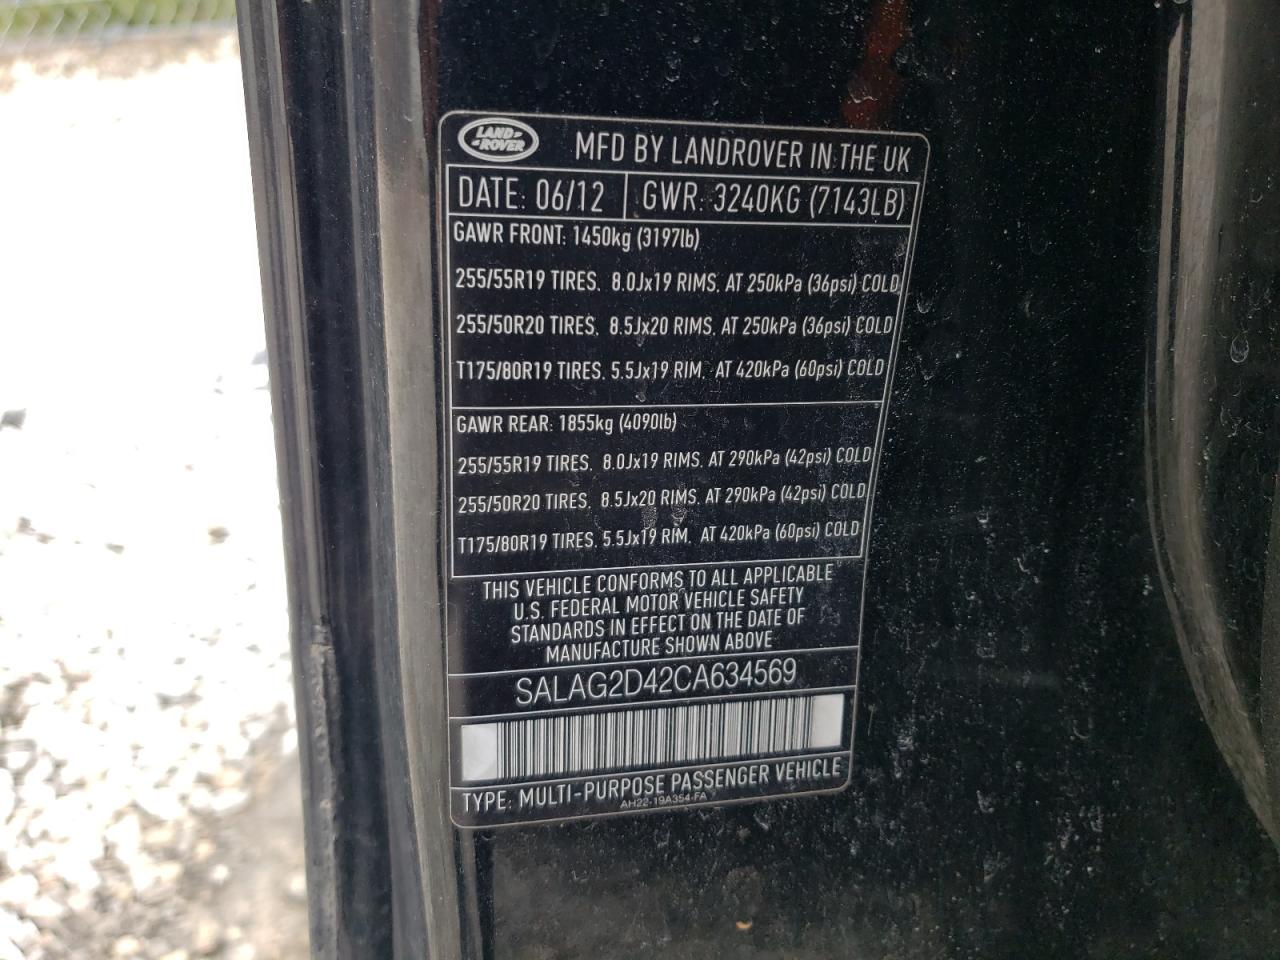 LAND ROVER
MFD BY LANDROVER IN THE UK
DATE: 06/12 GWR: 3240KG (7143LB)
GAWR FRONT: 1450kg (3197lb)
255/55R19 TIRES, 8.0Jx19 RIMS, AT 250kPa (36psi) COLD
255/50R20 TIRES, 8.5Jx20 RIMS, AT 250kPa (36psi) COLD
T175/80R19 TIRES, 5.5Jx19 RIM, AT 420kPa (60psi) COLD
GAWR REAR: 1855kg (4090lb)
255/55R19 TIRES, 8.0Jx19 RIMS, AT 290kPa (42psi) COLD
255/50R20 TIRES, 8.5Jx20 RIMS, AT 290kPa (42psi) COLD
T175/80R19 TIRES, 5.5Jx19 RIM, AT 420kPa (60psi) COLD
THIS VEHICLE CONFORMS TO ALL APPLICABLE
U.S. FEDERAL MOTOR VEHICLE SAFETY
STANDARDS IN EFFECT ON THE DATE OF
MANUFACTURE SHOWN ABOVE
SALAG2D42CA634569
TYPE: MULTI-PURPOSE PASSENGER VEHICLE
AH22-19A354-FA